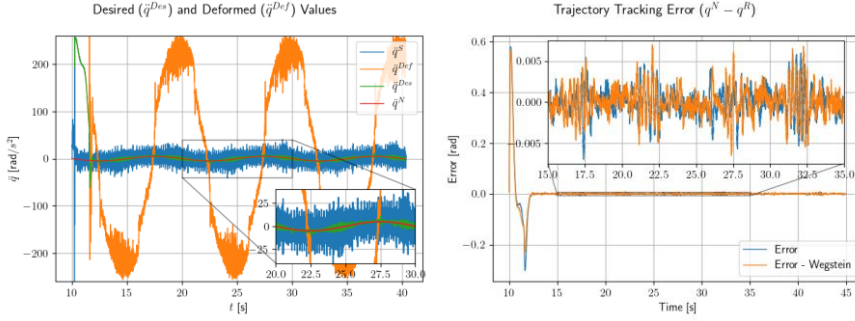 Desired (q̈^Des) and Deformed (q̈^Def) Values
q̈^S
q̈^Def
q̈^Des
q̈^N
q̈ [rad/s²]
200
100
0
−100
−200
25
0
−25
20.0 22.5 25.0 27.5 30.0
10 15 20 25 30 35 40
t [s]
Trajectory Tracking Error (q^N − q^R)
Error [rad]
0.6
0.4
0.2
0.0
−0.2
0.005
0.000
−0.005
15.0 17.5 20.0 22.5 25.0 27.5 30.0 32.5 35.0
Error
Error - Wegstein
10 15 20 25 30 35 40 45
Time [s]